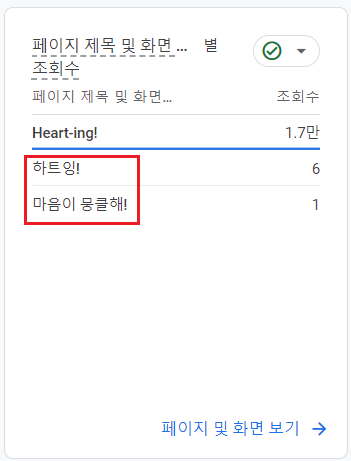 페이지 제목 및 화면 ... 별
조회수
페이지 제목 및 화면... 조회수
Heart-ing! 1.7만
하트잉! 6
마음이 뭉클해! 1
페이지 및 화면 보기 →